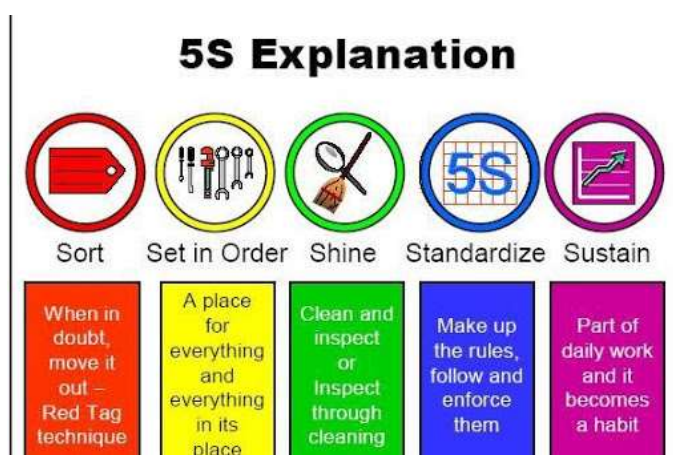 5S Explanation
5S
Sort
Set in Order
Shine
Standardize
Sustain
When in
doubt,
move it
out –
Red Tag
technique
A place
for
everything
and
everything
in its
place
Clean and
inspect
or
Inspect
through
cleaning
Make up
the rules,
follow and
enforce
them
Part of
daily work
and it
becomes
a habit